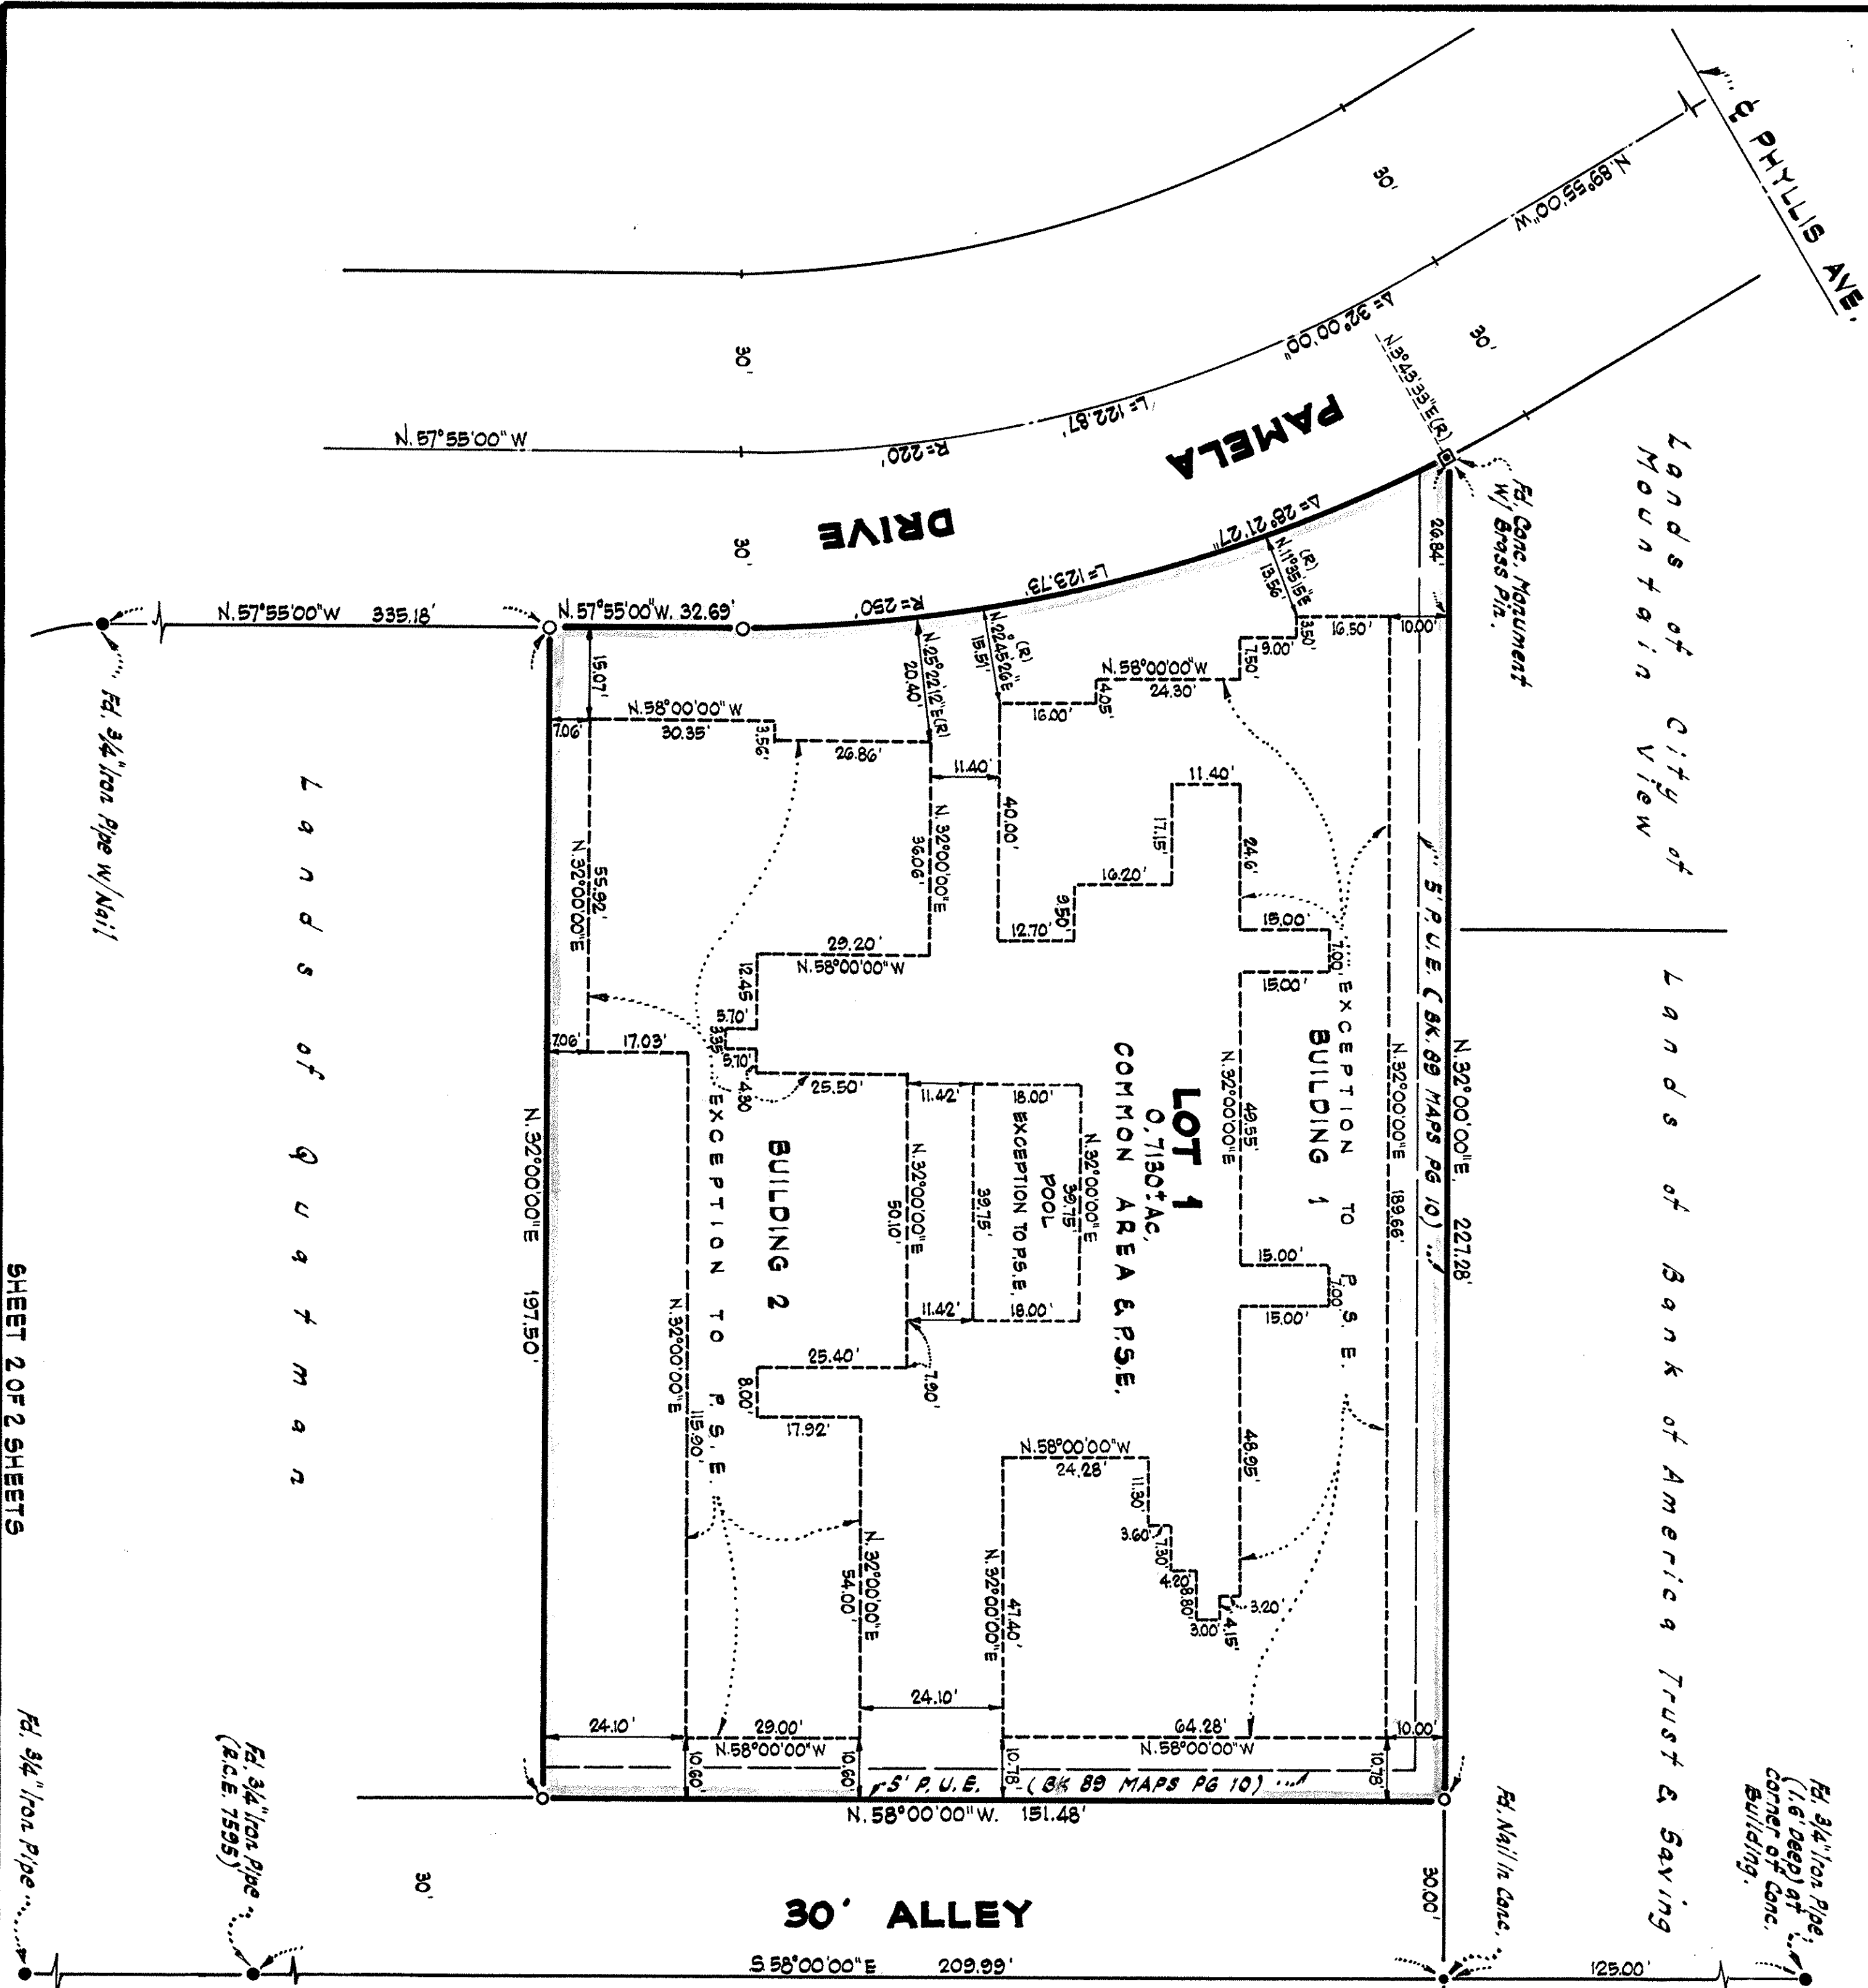 ℄ PHYLLIS AVE.
N. 89°55'00"W
30'
30'
Δ= 32°00'00"
N. 3°43'33"E(R)
L= 122.87'
R= 220'
PAMELA
DRIVE
N. 57°55'00" W
30'
30'
Fd. Conc. Monument
W/ Brass Pin.
Lands of City of
Mountain View
Δ= 28°21'27"
L= 123.73'
R= 250'
26.84'
N. 11°35'15"E
(R)
13.56'
N. 22°45'26"E
(R)
15.51'
N. 25°22'12"E(R)
20.40'
N. 57°55'00"W 335.18'
N. 57°55'00"W. 32.69'
Fd. 3/4" Iron Pipe W/Nail
15.07'
7.06'
N. 58°00'00" W
30.35'
3.56'
26.86'
11.40'
16.00'
4.05'
N. 58°00'00"W
24.30'
7.50'
9.00'
3.50'
16.50'
10.00'
55.92'
N. 32°00'00"E
N. 32°00'00"E
36.06'
40.00'
12.70'
9.50'
16.20'
17.15'
11.40'
24.6'
15.00'
7.00'
15.00'
29.20'
N. 58°00'00"W
12.45'
5.70'
3.35'
5.70'
4.30
25.50'
7.06'
17.03'
11.42'
18.00'
N. 32°00'00"E
39.75'
POOL
EXCEPTION TO P.S.E.
39.75'
N. 32°00'00"E
50.10'
11.42'
18.00'
7.90'
LOT 1
0.7130± Ac.
COMMON AREA & P.S.E.
N. 32°00'00"E
49.55'
EXCEPTION TO P. S. E.
BUILDING 1
N. 32°00'00"E 189.66'
5' P. U. E. (BK. 89 MAPS PG 10)
N. 32°00'00"E. 227.28'
Lands of Bank of America Trust & Saving
15.00'
7.00'
15.00'
48.95'
BUILDING 2
EXCEPTION TO P. S. E.
N. 32°00'00"E
115.90'
N. 32°00'00"E 197.50'
Lands of Quatman
25.40'
8.00'
17.92'
N. 32°00'00"E
54.00'
N. 58°00'00"W
24.28'
11.30'
3.60'
7.30'
4.20'
8.80'
3.00'
4.15'
3.20'
47.40'
N. 32°00'00"E
24.10'
24.10'
29.00'
N. 58°00'00"W
64.28'
N. 58°00'00"W
10.00'
10.60'
10.60'
10.78'
10.78'
5' P. U. E. (BK 89 MAPS PG 10)
N. 58°00'00"W. 151.48'
30' ALLEY
30'
30.00'
S. 58°00'00"E 209.99'
125.00'
Fd. Nail in Conc.
Fd. 3/4" Iron Pipe,
(1.6' Deep) at
Corner of Conc.
Building.
Fd. 3/4" Iron Pipe
(R.C.E. 7595)
Fd. 3/4" Iron Pipe
SHEET 2 OF 2 SHEETS